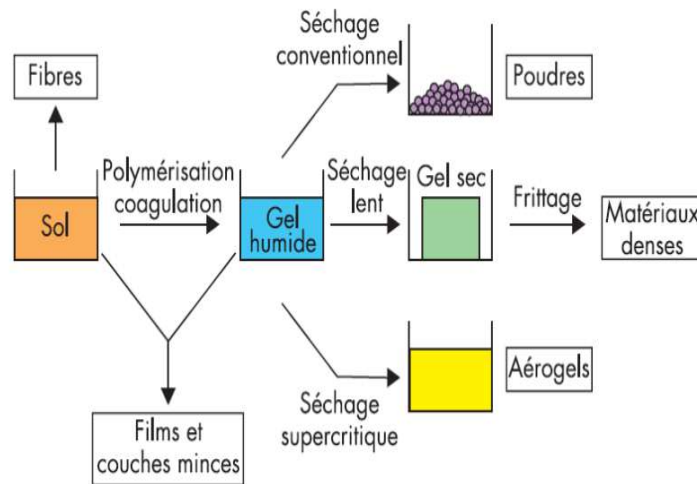 Séchage
conventionnel
Fibres
Poudres
Polymérisation
coagulation
Séchage
lent
Gel sec
Frittage
Sol
Gel
humide
Matériaux
denses
Films et
couches minces
Séchage
supercritique
Aérogels